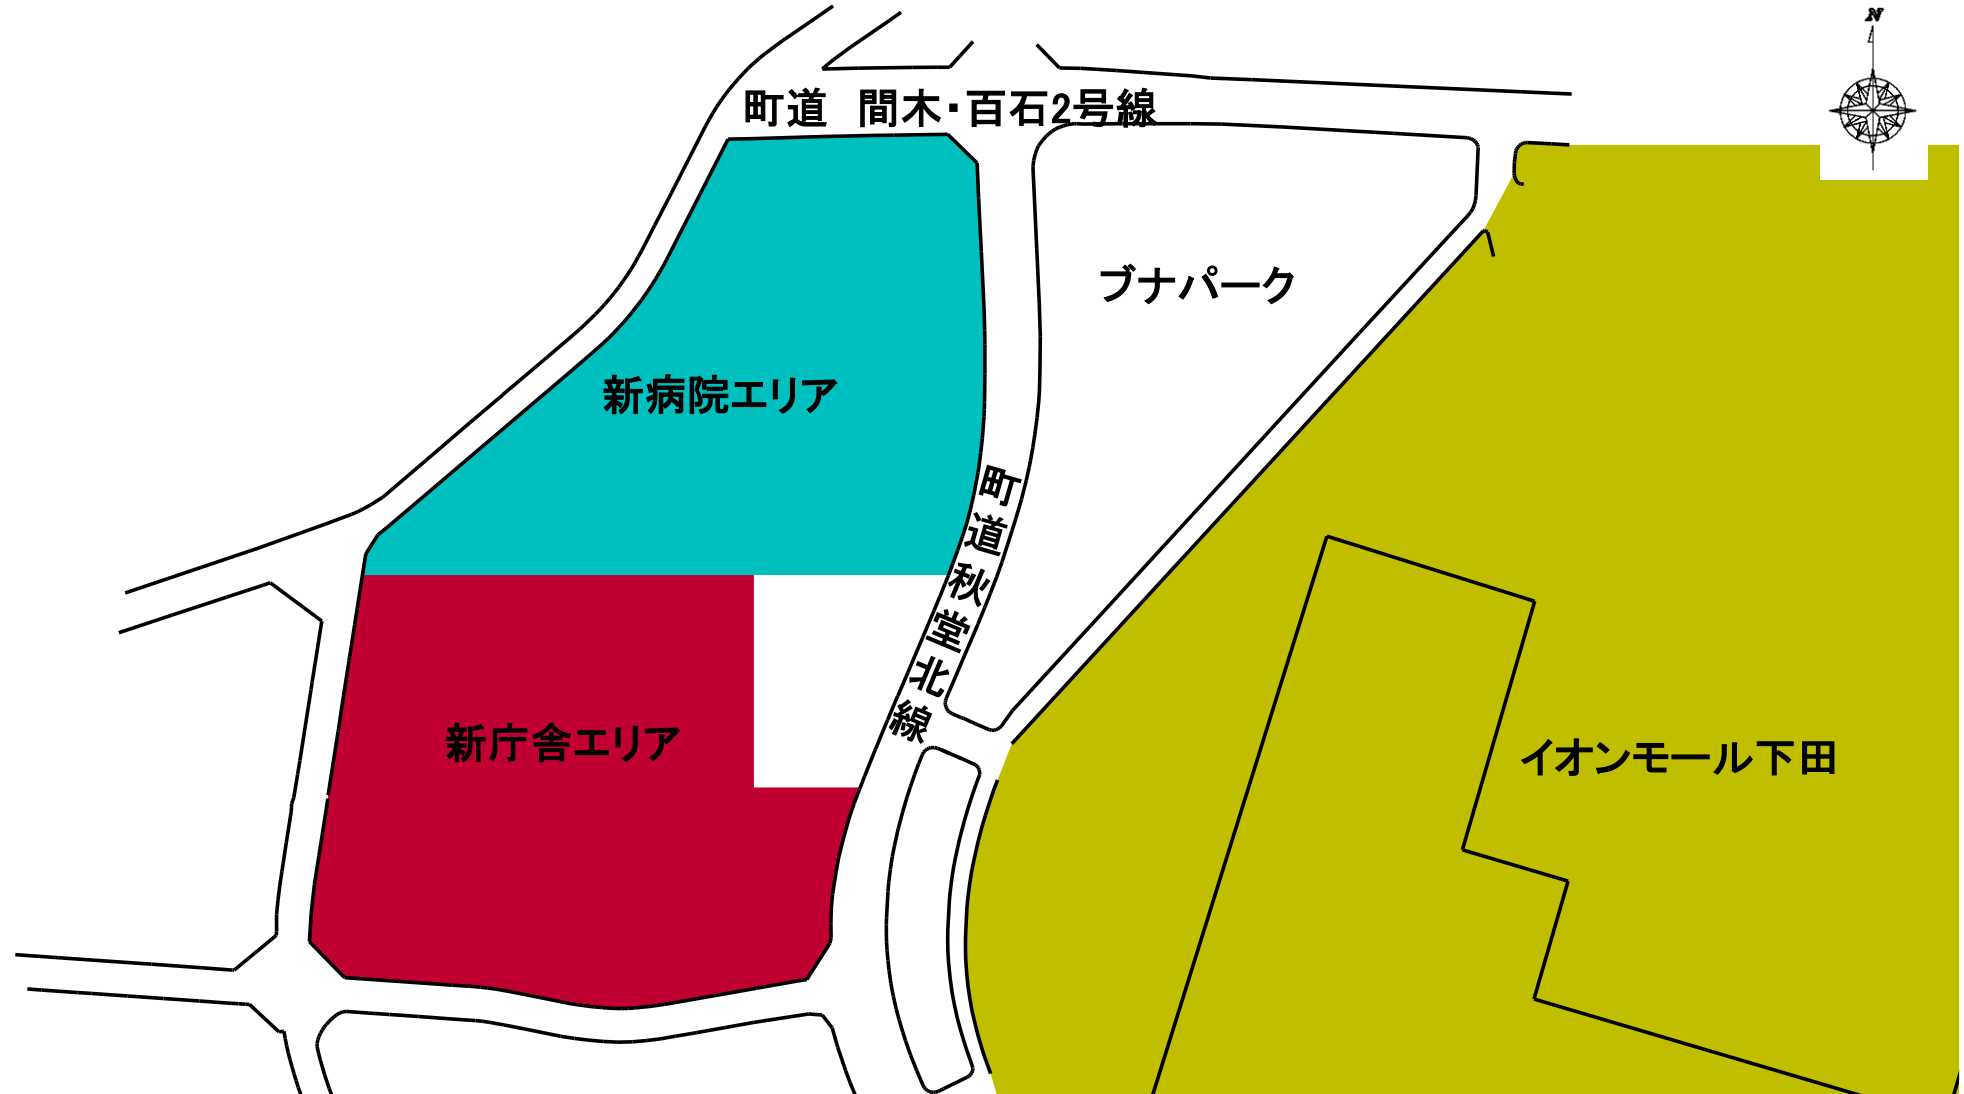 N
町道　間木・百石2号線
ブナパーク
新病院エリア
町道秋堂北線
新庁舎エリア
イオンモール下田